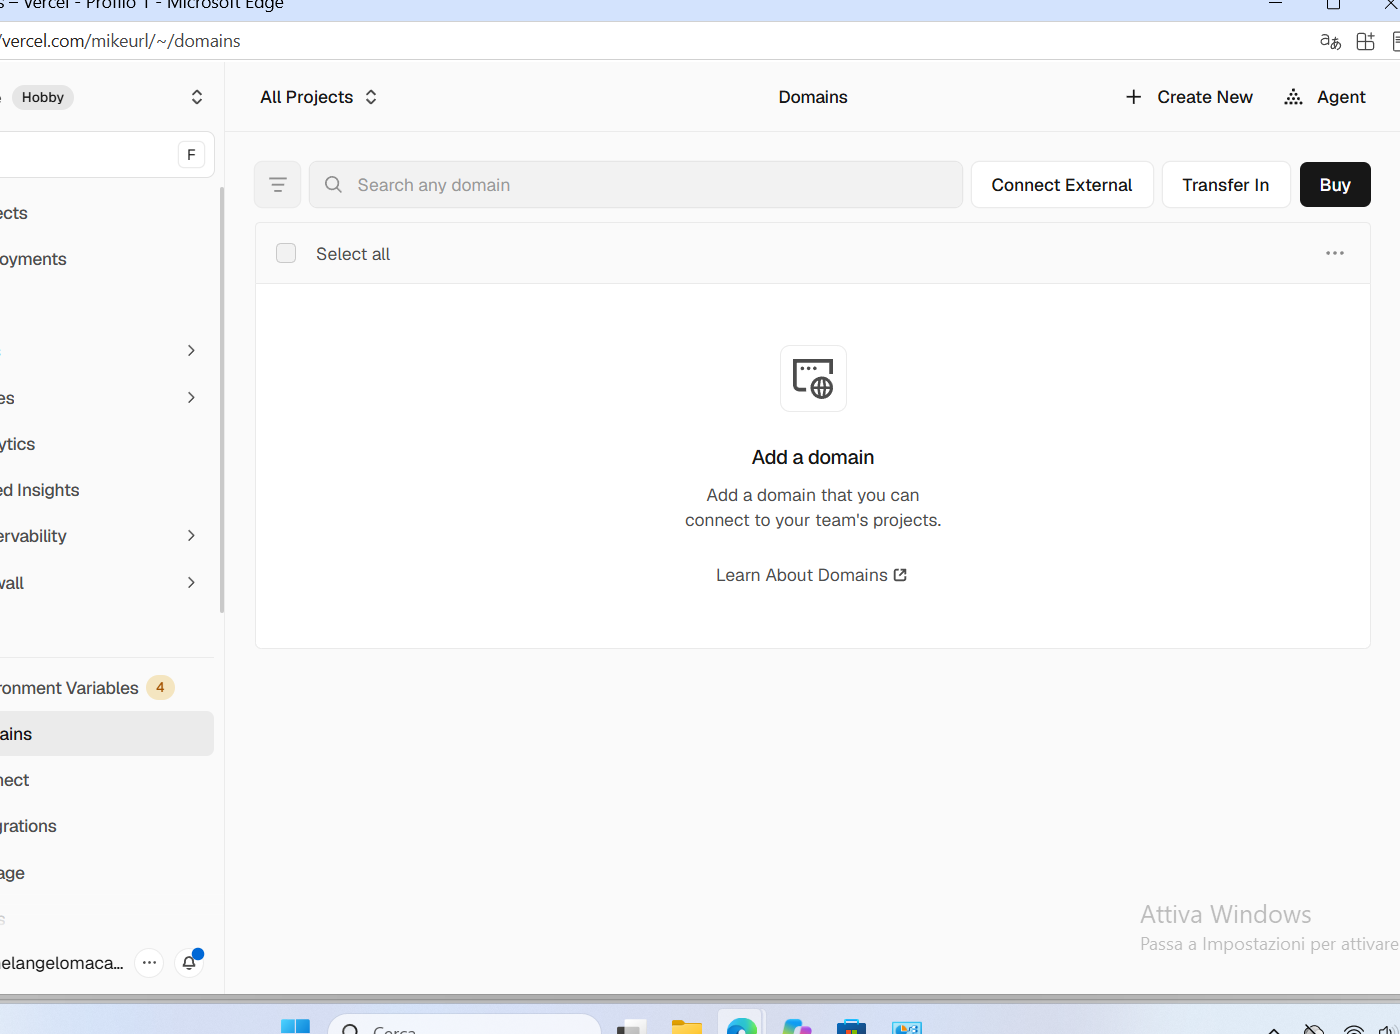 – Vercel - Profilo 1 - Microsoft Edge
/vercel.com/mikeurl/~/domains
Hobby
All Projects
Domains
Create New
Agent
F
Search any domain
Connect External
Transfer In
Buy
ects
oyments
es
ytics
ed Insights
ervability
vall
ronment Variables 4
ains
nect
grations
age
s
elangelomaca...
Select all
Add a domain
Add a domain that you can
connect to your team's projects.
Learn About Domains
Attiva Windows
Passa a Impostazioni per attivare
Cerca